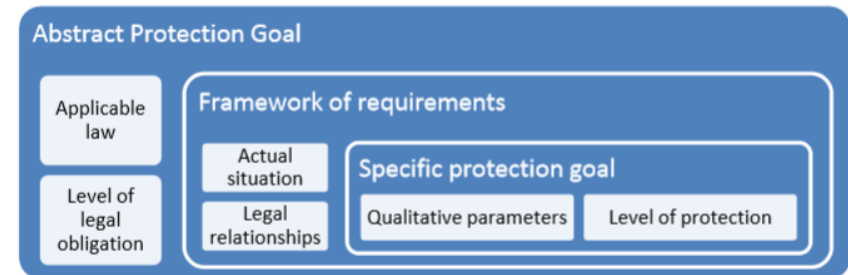 Abstract Protection Goal
Applicable
law
Level of
legal
obligation
Framework of requirements
Actual
situation
Legal
relationships
Specific protection goal
Qualitative parameters
Level of protection